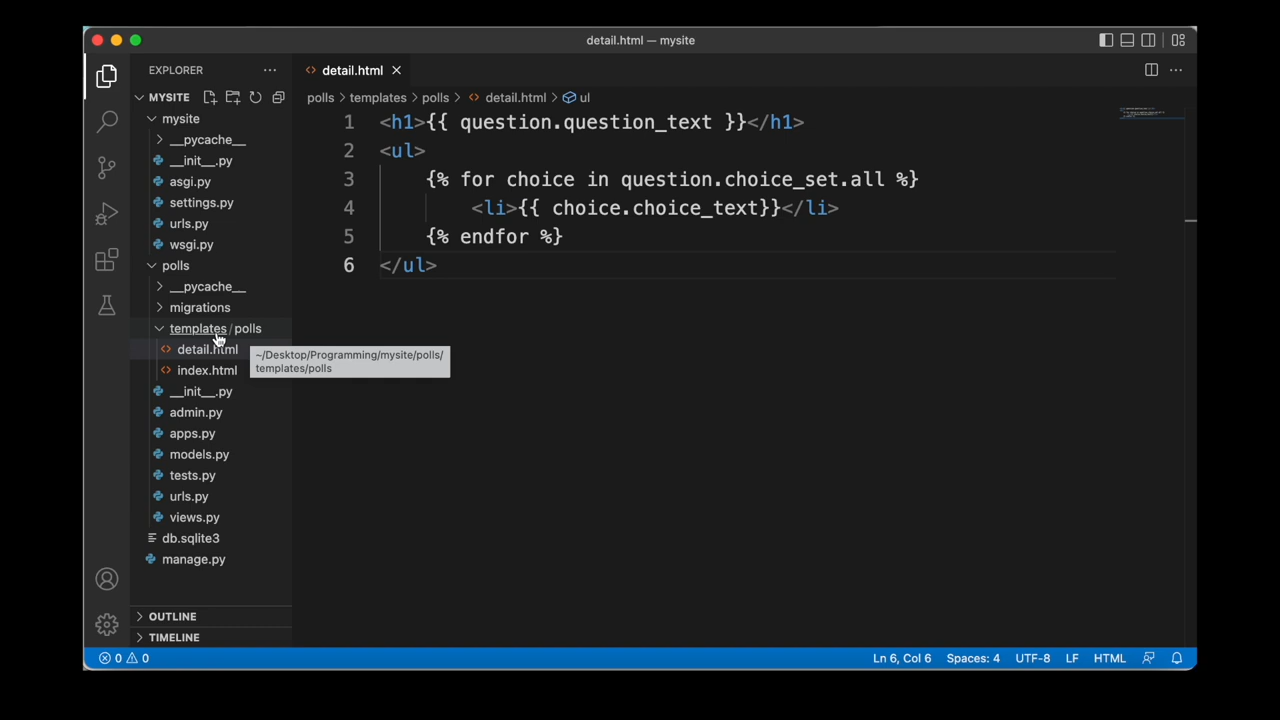 detail.html — mysite
EXPLORER
detail.html
MYSITE
polls > templates > polls > detail.html > ul
mysite
__pycache__
__init__.py
asgi.py
settings.py
urls.py
wsgi.py
polls
__pycache__
migrations
templates / polls
detail.html
index.html
__init__.py
admin.py
apps.py
models.py
tests.py
urls.py
views.py
db.sqlite3
manage.py
OUTLINE
TIMELINE
1 <h1>{{ question.question_text }}</h1>
2 <ul>
3 {% for choice in question.choice_set.all %}
4 <li>{{ choice.choice_text}}</li>
5 {% endfor %}
6 </ul>
~/Desktop/Programming/mysite/polls/
templates/polls
0 0
Ln 6, Col 6 Spaces: 4 UTF-8 LF HTML